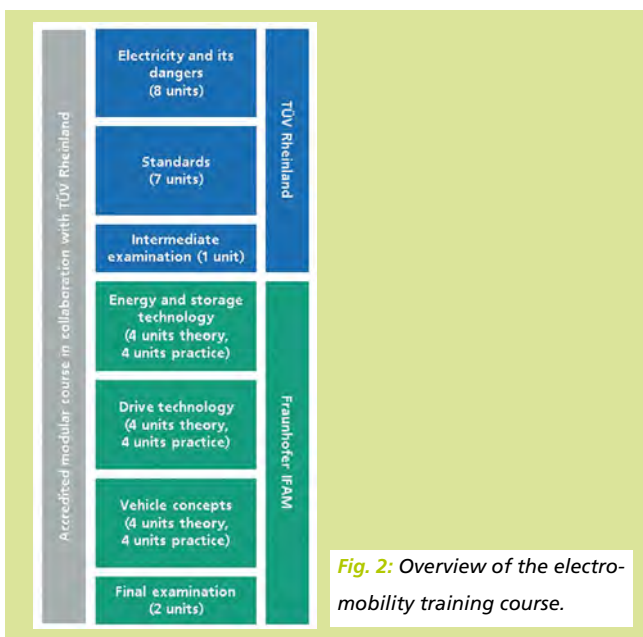 Accredited modular course in collaboration with TÜV Rheinland
Electricity and its
dangers
(8 units)
Standards
(7 units)
Intermediate
examination (1 unit)
TÜV Rheinland
Energy and storage
technology
(4 units theory,
4 units practice)
Drive technology
(4 units theory,
4 units practice)
Vehicle concepts
(4 units theory,
4 units practice)
Final examination
(2 units)
Fraunhofer IFAM
Fig. 2: Overview of the electro-
mobility training course.